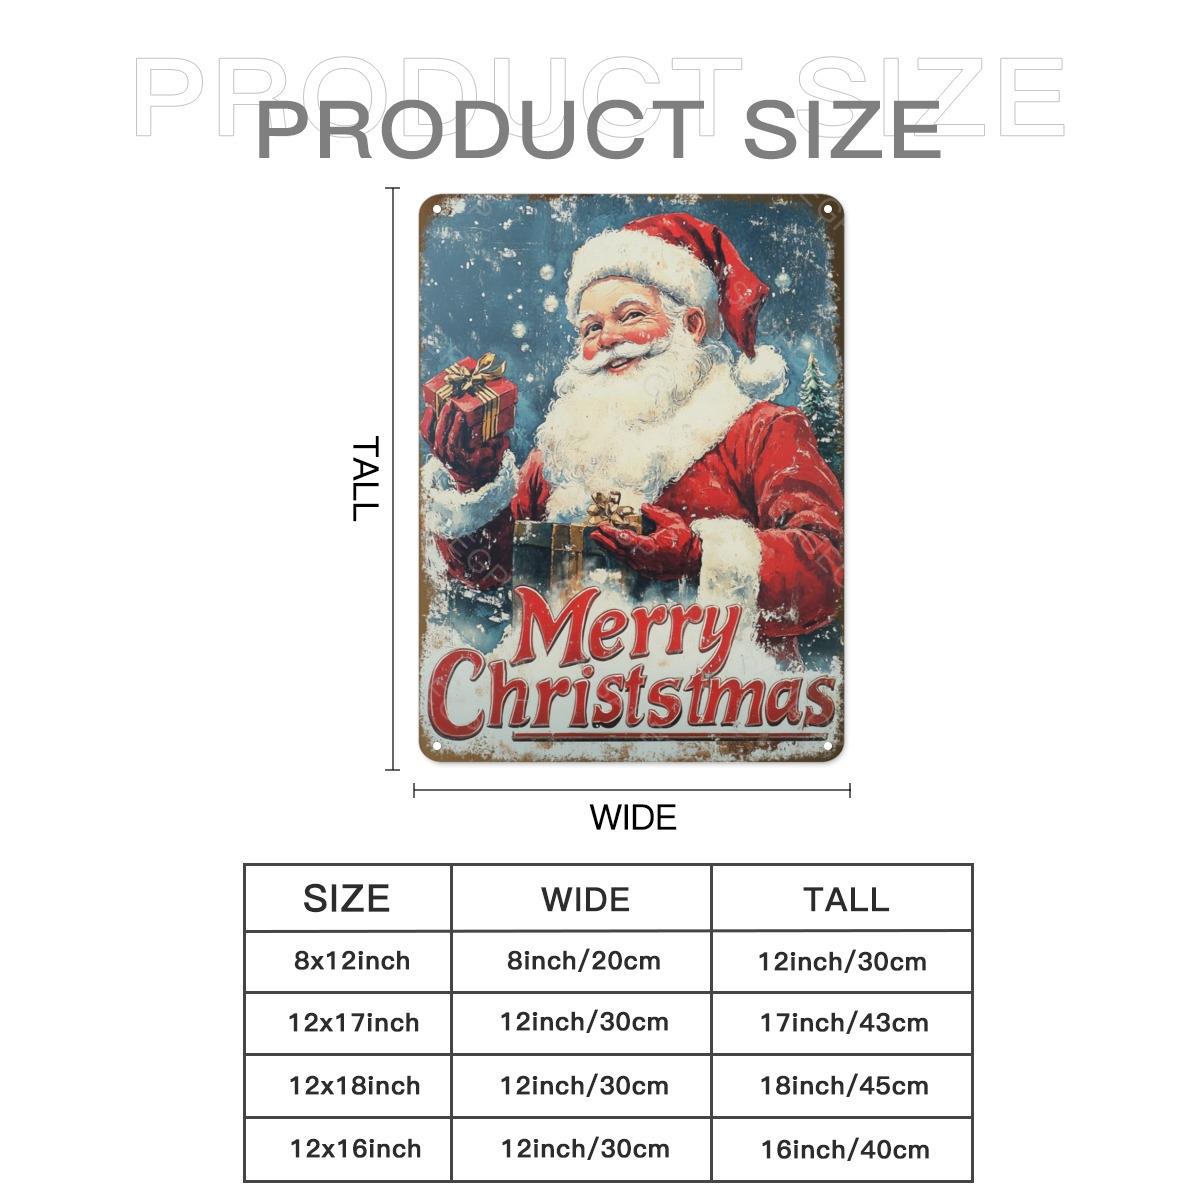 PRODUCT SIZE
PRODUCT SIZE
TALL
Merry
Christstmas
WIDE
SIZE WIDE TALL
8x12inch 8inch/20cm 12inch/30cm
12x17inch 12inch/30cm 17inch/43cm
12x18inch 12inch/30cm 18inch/45cm
12x16inch 12inch/30cm 16inch/40cm